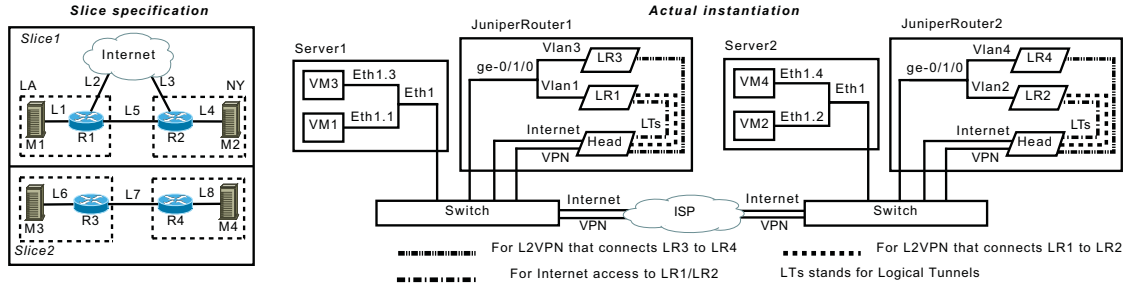 Slice specification
Actual instantiation
Slice1
Internet
L2
L3
LA
NY
L1
L5
L4
M1
R1
R2
M2
L6
L7
L8
M3
R3
R4
M4
Slice2
Server1
VM3
Eth1.3
Eth1
VM1
Eth1.1
JuniperRouter1
Vlan3
LR3
ge-0/1/0
Vlan1
LR1
LTs
Internet
Head
VPN
Server2
VM4
Eth1.4
Eth1
VM2
Eth1.2
JuniperRouter2
Vlan4
LR4
ge-0/1/0
Vlan2
LR2
LTs
Internet
Head
VPN
Switch
Internet
VPN
ISP
Internet
VPN
Switch
For L2VPN that connects LR3 to LR4
For L2VPN that connects LR1 to LR2
For Internet access to LR1/LR2
LTs stands for Logical Tunnels